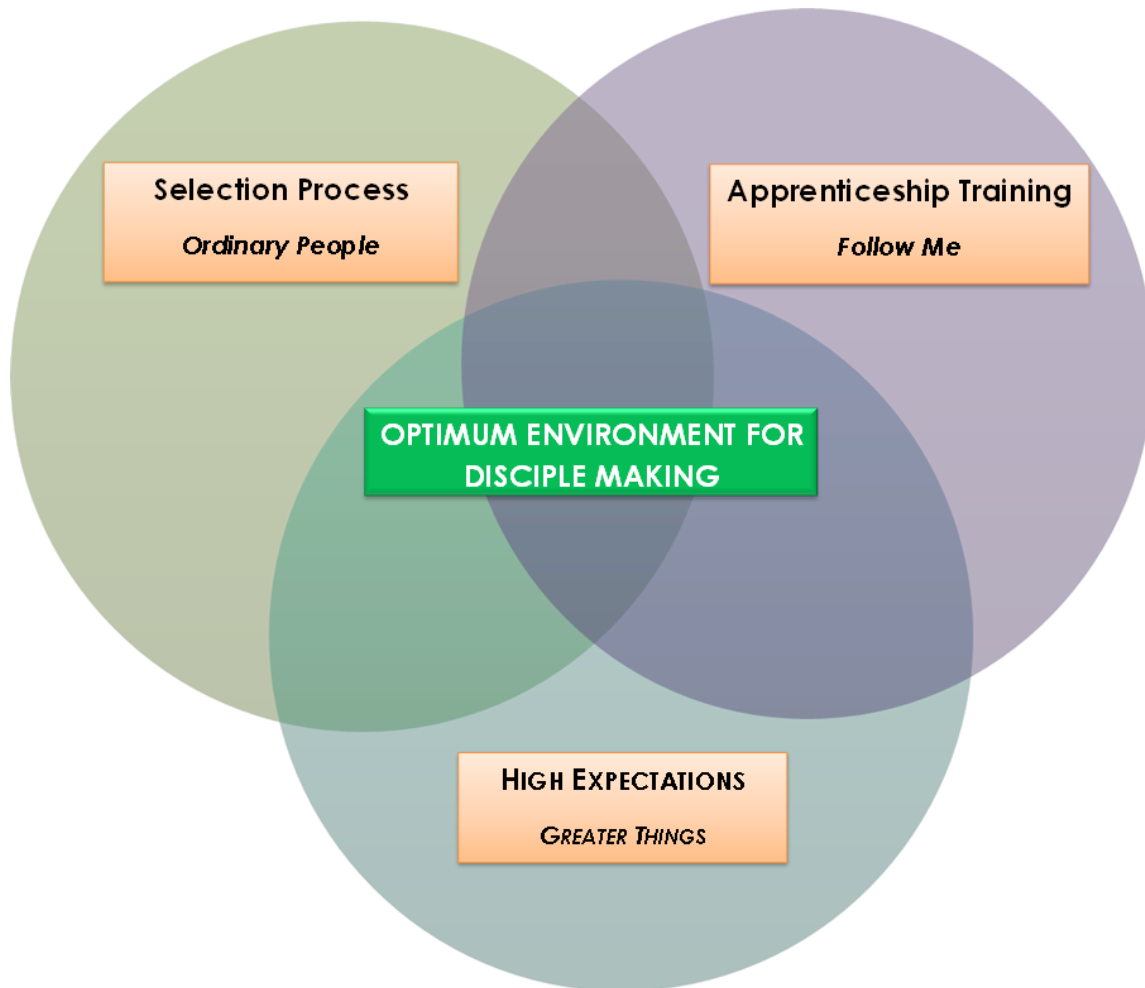 Selection Process
Ordinary People
Apprenticeship Training
Follow Me
OPTIMUM ENVIRONMENT FOR
DISCIPLE MAKING
HIGH EXPECTATIONS
GREATER THINGS